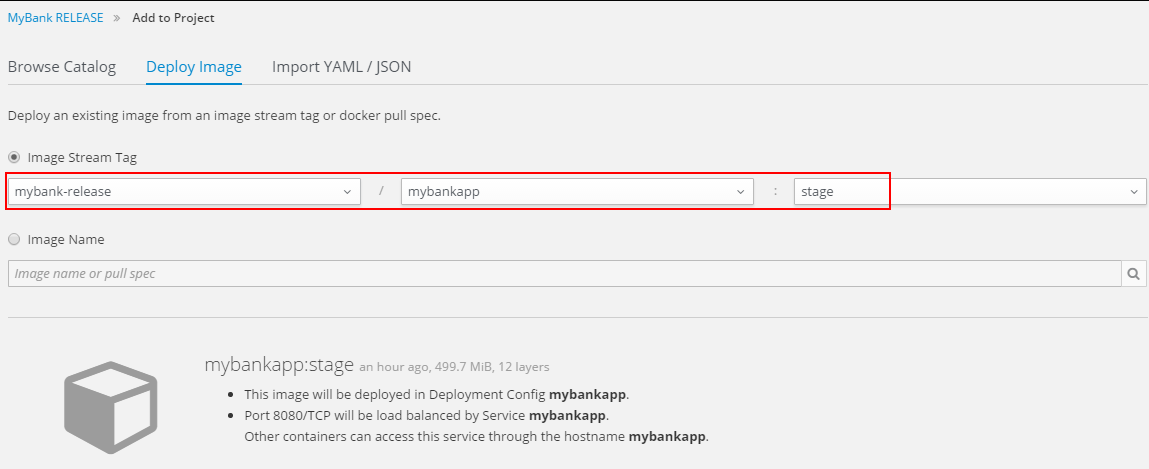 MyBank RELEASE » Add to Project
Browse Catalog Deploy Image Import YAML / JSON
Deploy an existing image from an image stream tag or docker pull spec.
Image Stream Tag
mybank-release / mybankapp : stage
Image Name
Image name or pull spec
mybankapp:stage an hour ago, 499.7 MiB, 12 layers
• This image will be deployed in Deployment Config mybankapp.
• Port 8080/TCP will be load balanced by Service mybankapp.
Other containers can access this service through the hostname mybankapp.